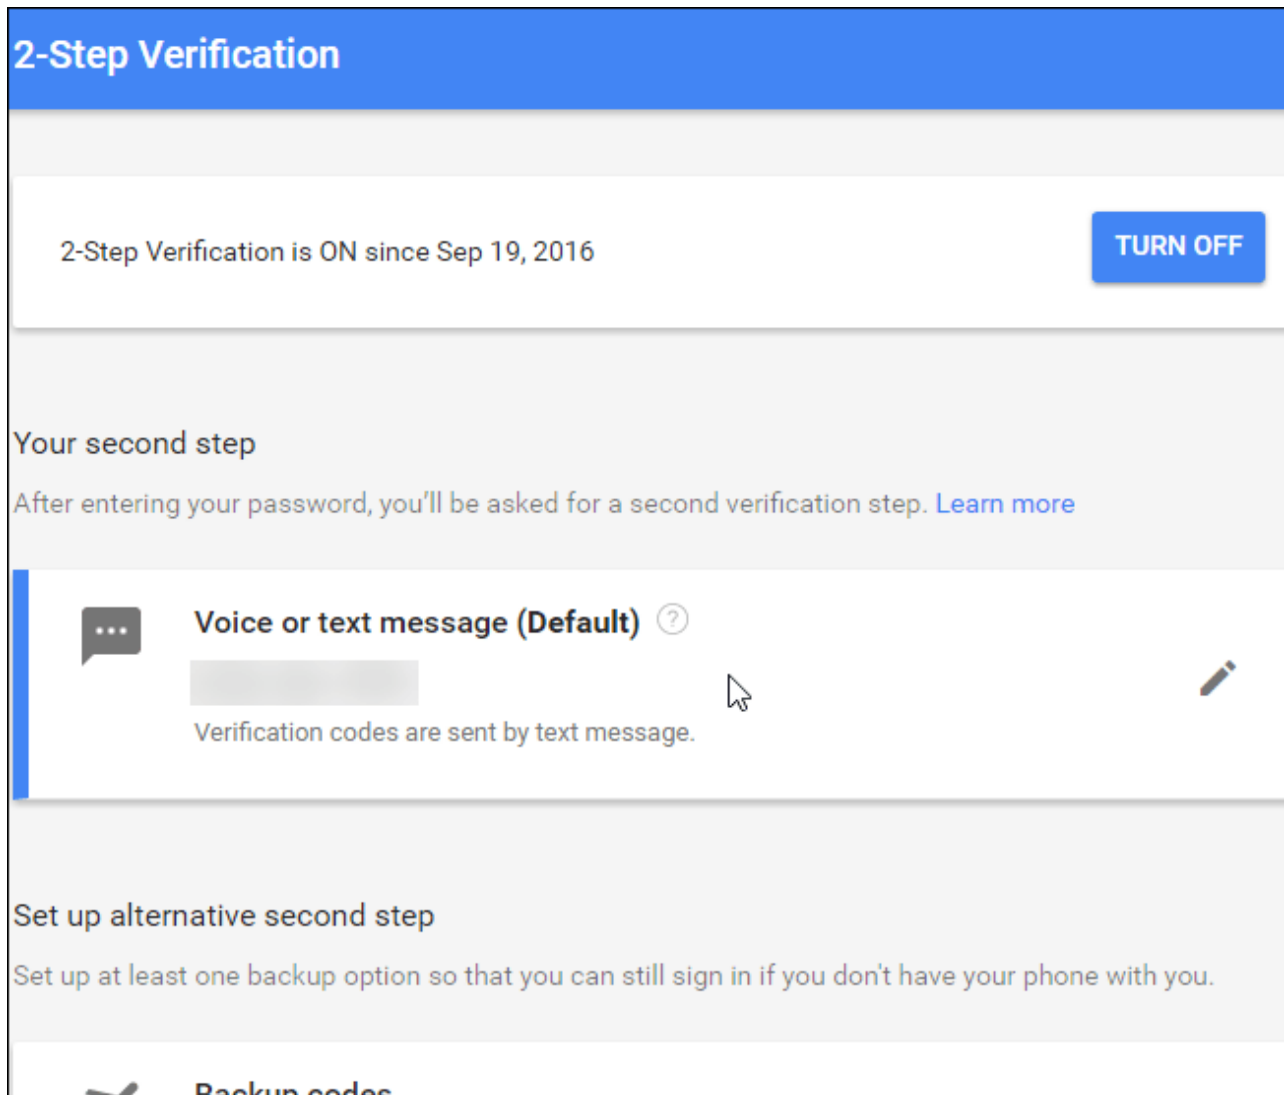 2-Step Verification
2-Step Verification is ON since Sep 19, 2016
TURN OFF
Your second step
After entering your password, you'll be asked for a second verification step. Learn more
Voice or text message (Default) ?
Verification codes are sent by text message.
Set up alternative second step
Set up at least one backup option so that you can still sign in if you don't have your phone with you.
Backup codes